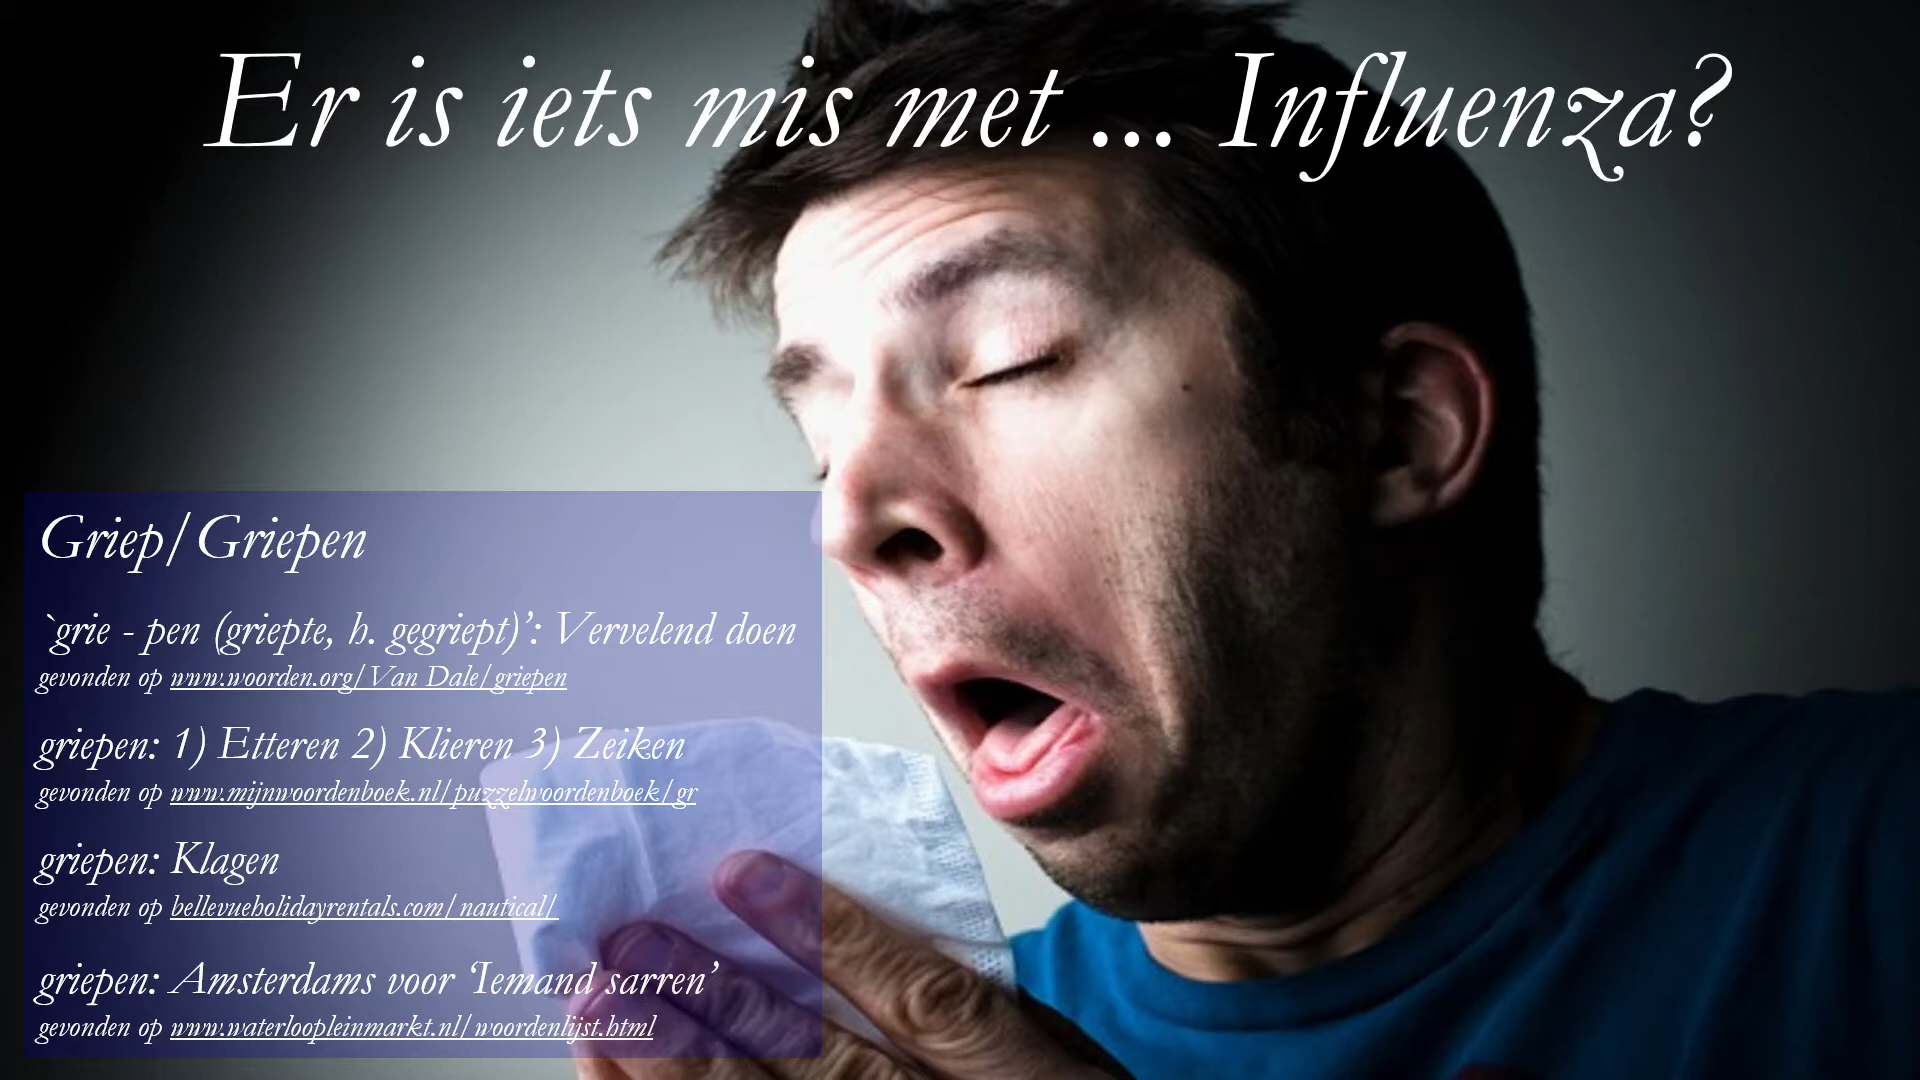 Er is iets mis met ... Influenza?
Griep/Griepen
`grie - pen (griepte, h. gegriept)’: Vervelend doen
gevonden op www.woorden.org/Van Dale/griepen
griepen: 1) Etteren 2) Klieren 3) Zeiken
gevonden op www.mijnwoordenboek.nl/puzzelwoordenboek/gr
griepen: Klagen
gevonden op bellevueholidayrentals.com/nautical/
griepen: Amsterdams voor ‘Iemand sarren’
gevonden op www.waterloopleinmarkt.nl/woordenlijst.html